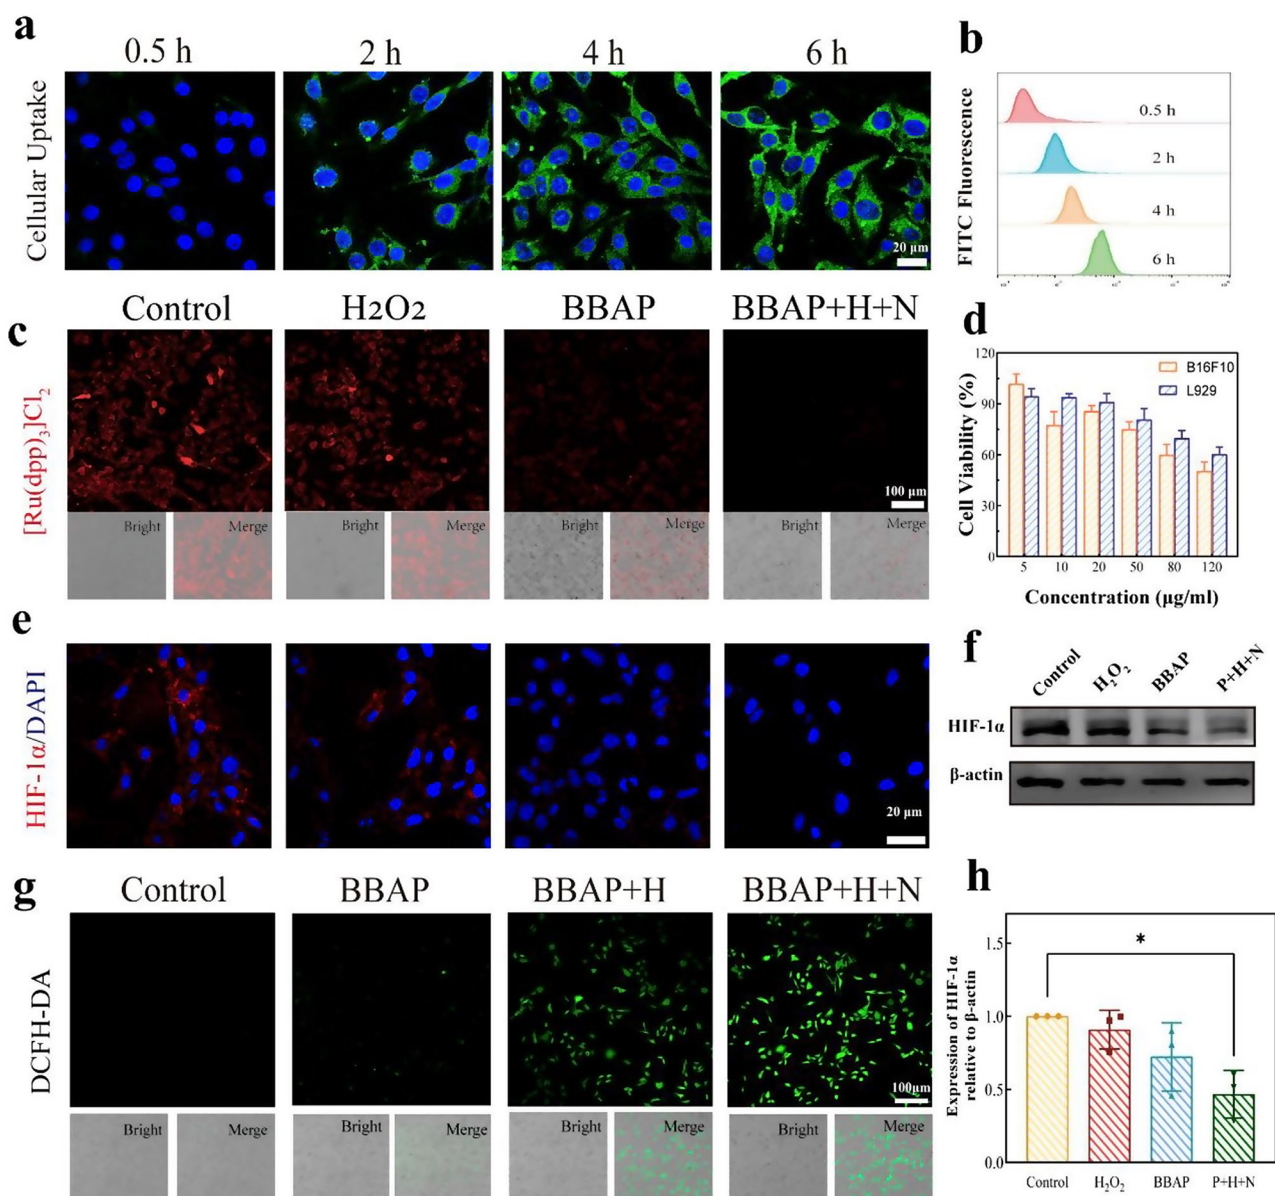 a
0.5 h
2 h
4 h
6 h
Cellular Uptake
20 µm
b
FITC Fluorescence
0.5 h
2 h
4 h
6 h
c
Control
H2O2
BBAP
BBAP+H+N
[Ru(dpp)3]Cl2
100 µm
Bright
Merge
Bright
Merge
Bright
Merge
Bright
Merge
d
Cell Viability (%)
120
90
60
30
0
B16F10
L929
5
10
20
50
80
120
Concentration (µg/ml)
e
HIF-1α/DAPI
20 µm
f
Control
H2O2
BBAP
P+H+N
HIF-1α
β-actin
g
Control
BBAP
BBAP+H
BBAP+H+N
DCFH-DA
100µm
Bright
Merge
Bright
Merge
Bright
Merge
Bright
Merge
h
Expression of HIF-1α
relative to β-actin
1.5
1.0
0.5
0.0
*
Control
H2O2
BBAP
P+H+N